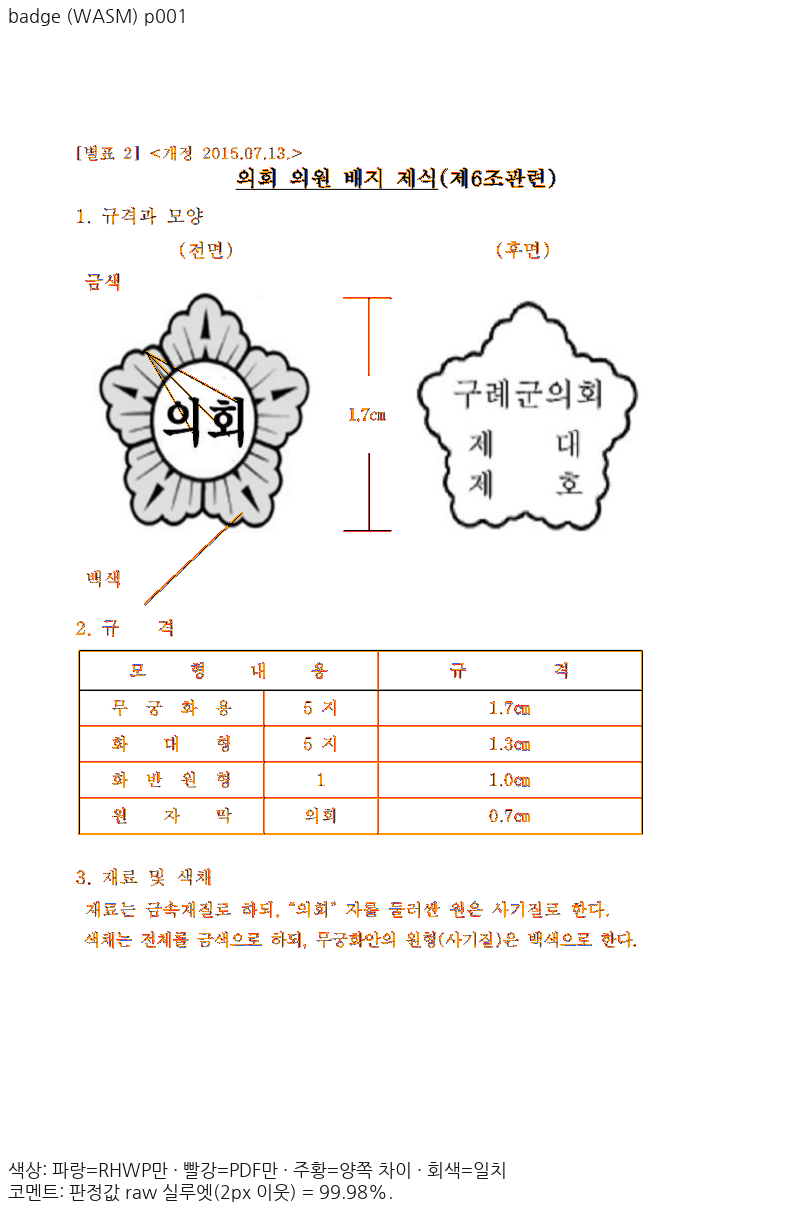 badge (WASM) p001
[별표 2] <개정 2015.07.13.>
의회 의원 배지 제식(제6조관련)
1. 규격과 모양
(전면) (후면)
금색
의회
1.7㎝
구례군의회
제 대
제 호
백색
2. 규 격
모 형 내 용 규 격
무 궁 화 용 5 지 1.7㎝
화 대 형 5 지 1.3㎝
화 반 원 형 1 1.0㎝
원 자 막 의회 0.7㎝
3. 재료 및 색채
재료는 금속재질로 하되, “의회” 자를 둘러싼 원은 사기질로 한다.
색채는 전체를 금색으로 하되, 무궁화안의 원형(사기질)은 백색으로 한다.
색상: 파랑=RHWP만 · 빨강=PDF만 · 주황=양쪽 차이 · 회색=일치
코멘트: 판정값 raw 실루엣(2px 이웃) = 99.98%.